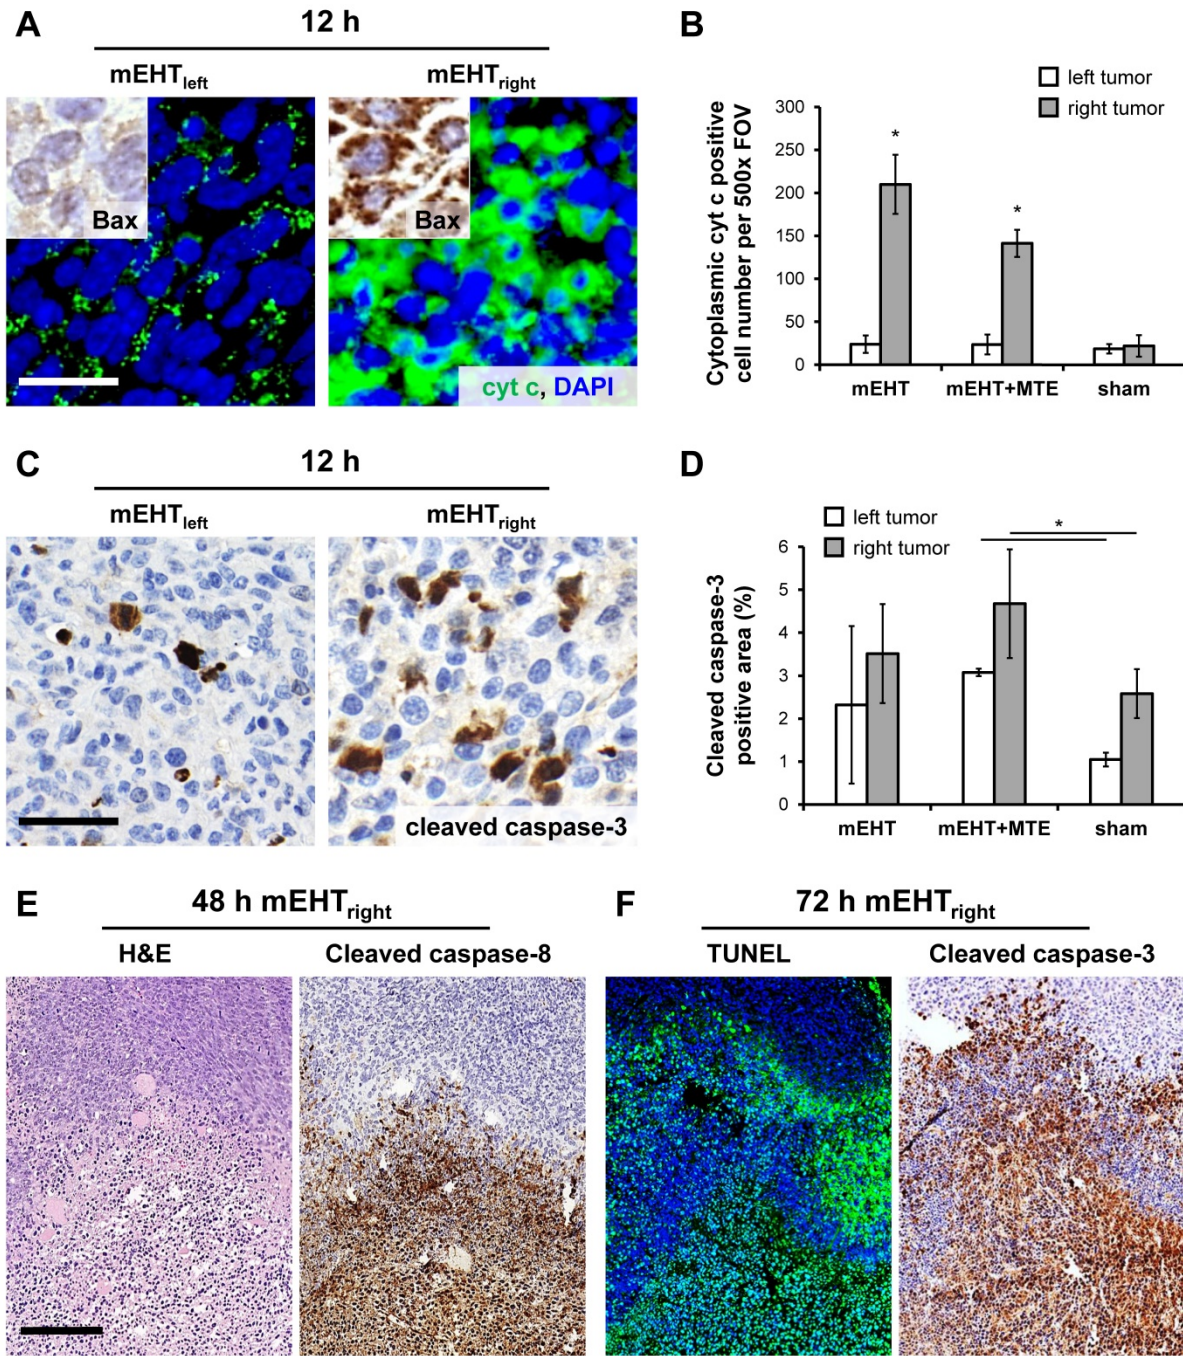 A
12 h
mEHTleft
mEHTright
Bax
Bax
cyt c, DAPI
B
left tumor
right tumor
Cytoplasmic cyt c positive
cell number per 500x FOV
300
250
200
150
100
50
0
*
*
mEHT
mEHT+MTE
sham
C
12 h
mEHTleft
mEHTright
cleaved caspase-3
D
left tumor
right tumor
*
Cleaved caspase-3
positive area (%)
6
5
4
3
2
1
0
mEHT
mEHT+MTE
sham
E
48 h mEHTright
H&E
Cleaved caspase-8
F
72 h mEHTright
TUNEL
Cleaved caspase-3